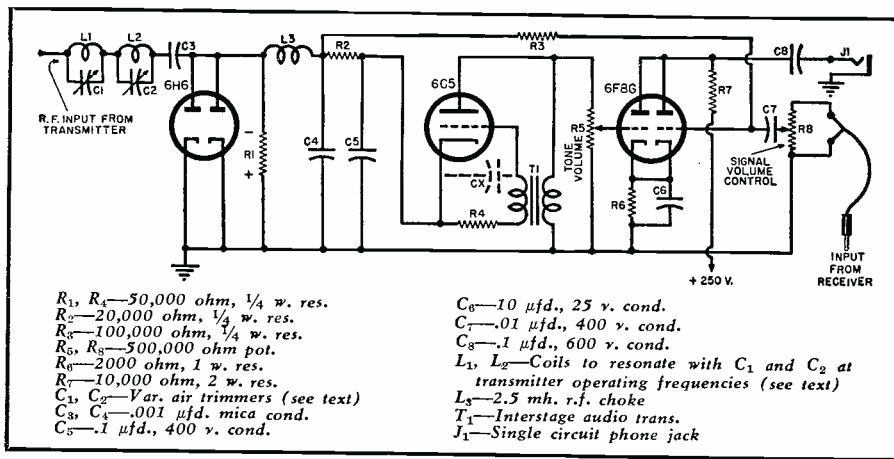 L1
L2
C3
6H6
C1
C2
R.F. INPUT FROM
TRANSMITTER
L3
R2
R3
R1
C4
C5
6C5
CX
R4
T1
R5
TONE
VOLUME
6F8G
R6
C6
R7
+ 250 V.
C8
J1
C7
R8
SIGNAL
VOLUME
CONTROL
INPUT
FROM
RECEIVER
R₁, R₄—50,000 ohm, ¼ w. res.
R₂—20,000 ohm, ¼ w. res.
R₃—100,000 ohm, ¼ w. res.
R₅, R₈—500,000 ohm pot.
R₆—2000 ohm, 1 w. res.
R₇—10,000 ohm, 2 w. res.
C₁, C₂—Var. air trimmers (see text)
C₃, C₄—.001 µfd. mica cond.
C₅—.1 µfd., 400 v. cond.
C₆—10 µfd., 25 v. cond.
C₇—.01 µfd., 400 v. cond.
C₈—.1 µfd., 600 v. cond.
L₁, L₂—Coils to resonate with C₁ and C₂ at
transmitter operating frequencies (see text)
L₃—2.5 mh. r.f. choke
T₁—Interstage audio trans.
J₁—Single circuit phone jack